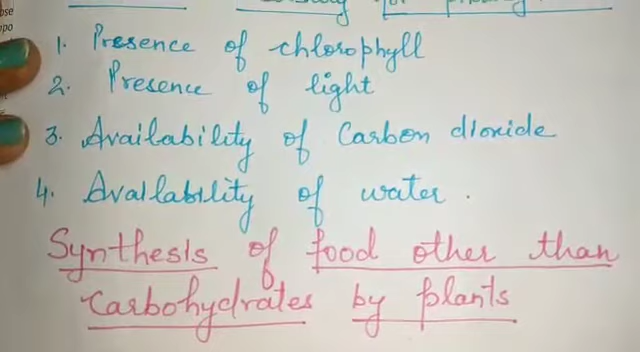 1. Presence of chlorophyll
2. Presence of light
3. Availability of Carbon dioxide
4. Availability of water.
Synthesis of food other than
Carbohydrates by plants